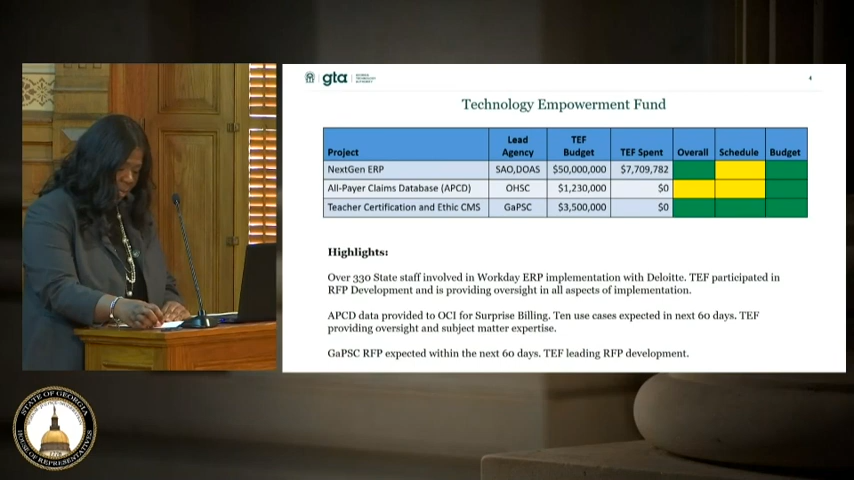 gta
GEORGIA
TECHNOLOGY
AUTHORITY
4
Technology Empowerment Fund
Project Lead Agency TEF Budget TEF Spent Overall Schedule Budget
NextGen ERP SAO,DOAS $50,000,000 $7,709,782
All-Payer Claims Database (APCD) OHSC $1,230,000 $0
Teacher Certification and Ethic CMS GaPSC $3,500,000 $0
Highlights:
Over 330 State staff involved in Workday ERP implementation with Deloitte. TEF participated in
RFP Development and is providing oversight in all aspects of implementation.
APCD data provided to OCI for Surprise Billing. Ten use cases expected in next 60 days. TEF
providing oversight and subject matter expertise.
GaPSC RFP expected within the next 60 days. TEF leading RFP development.
STATE OF GEORGIA
HOUSE OF REPRESENTATIVES